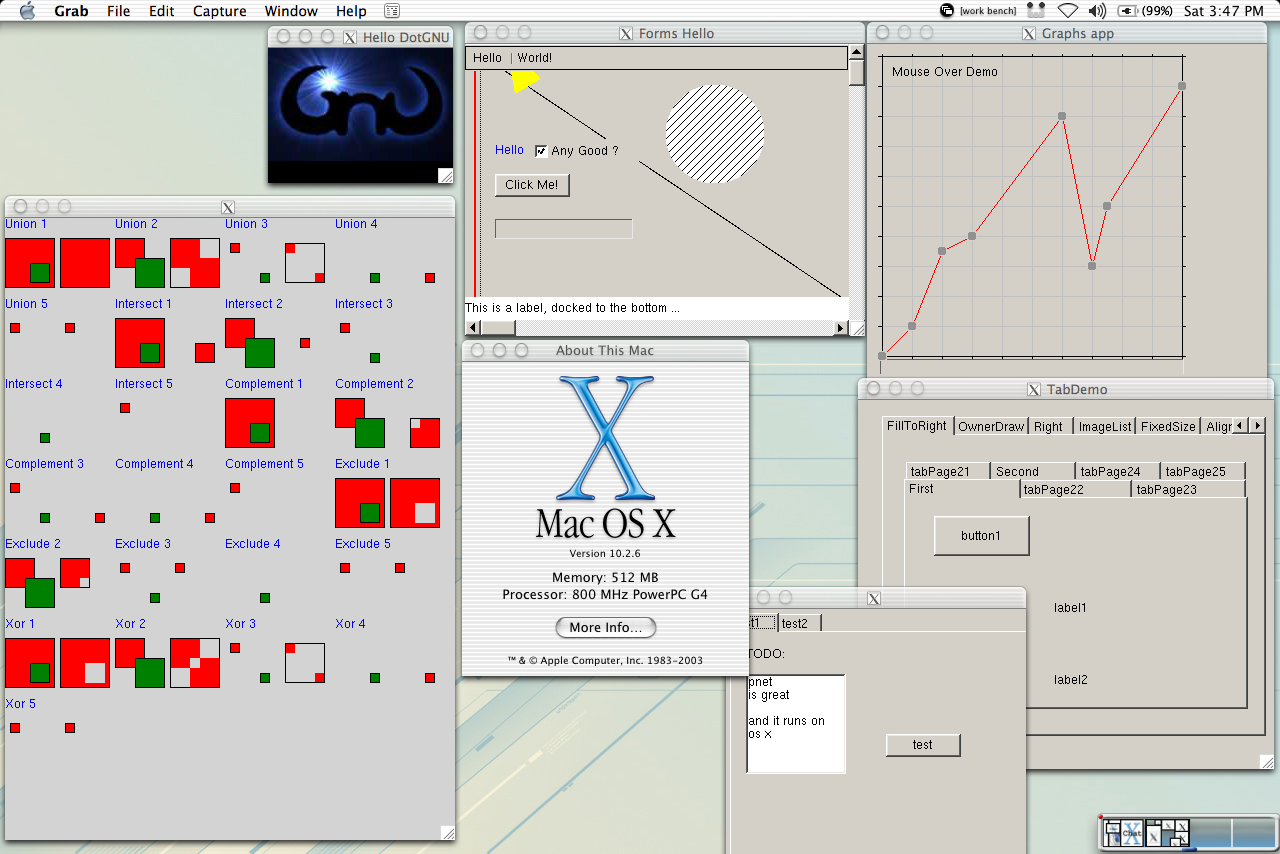 Grab File Edit Capture Window Help
[work bench] (99%) Sat 3:47 PM
Hello DotGNU
Gnu
Forms Hello
Hello | World!
Hello Any Good ?
Click Me!
This is a label, docked to the bottom ...
Graphs app
Mouse Over Demo
Union 1 Union 2 Union 3 Union 4
Union 5 Intersect 1 Intersect 2 Intersect 3
Intersect 4 Intersect 5 Complement 1 Complement 2
Complement 3 Complement 4 Complement 5 Exclude 1
Exclude 2 Exclude 3 Exclude 4 Exclude 5
Xor 1 Xor 2 Xor 3 Xor 4
Xor 5
About This Mac
X
Mac OS X
Version 10.2.6
Memory: 512 MB
Processor: 800 MHz PowerPC G4
More Info...
™ & © Apple Computer, Inc. 1983-2003
TabDemo
FillToRight OwnerDraw Right ImageList FixedSize Alignr
tabPage21 Second tabPage24 tabPage25
First tabPage22 tabPage23
button1
label1
label2
test2
TODO:
pnet
is great
and it runs on
os x
test
Chat